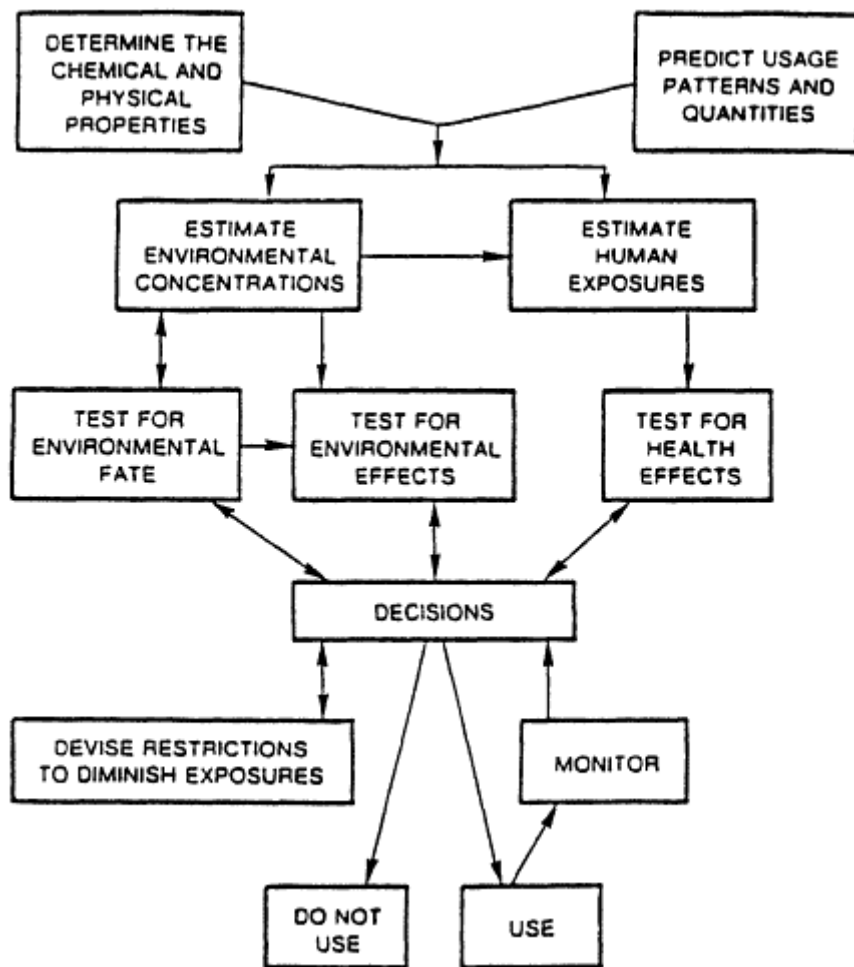 DETERMINE THE
CHEMICAL AND
PHYSICAL
PROPERTIES
PREDICT USAGE
PATTERNS AND
QUANTITIES
ESTIMATE
ENVIRONMENTAL
CONCENTRATIONS
ESTIMATE
HUMAN
EXPOSURES
TEST FOR
ENVIRONMENTAL
FATE
TEST FOR
ENVIRONMENTAL
EFFECTS
TEST FOR
HEALTH
EFFECTS
DECISIONS
DEVISE RESTRICTIONS
TO DIMINISH EXPOSURES
MONITOR
DO NOT
USE
USE